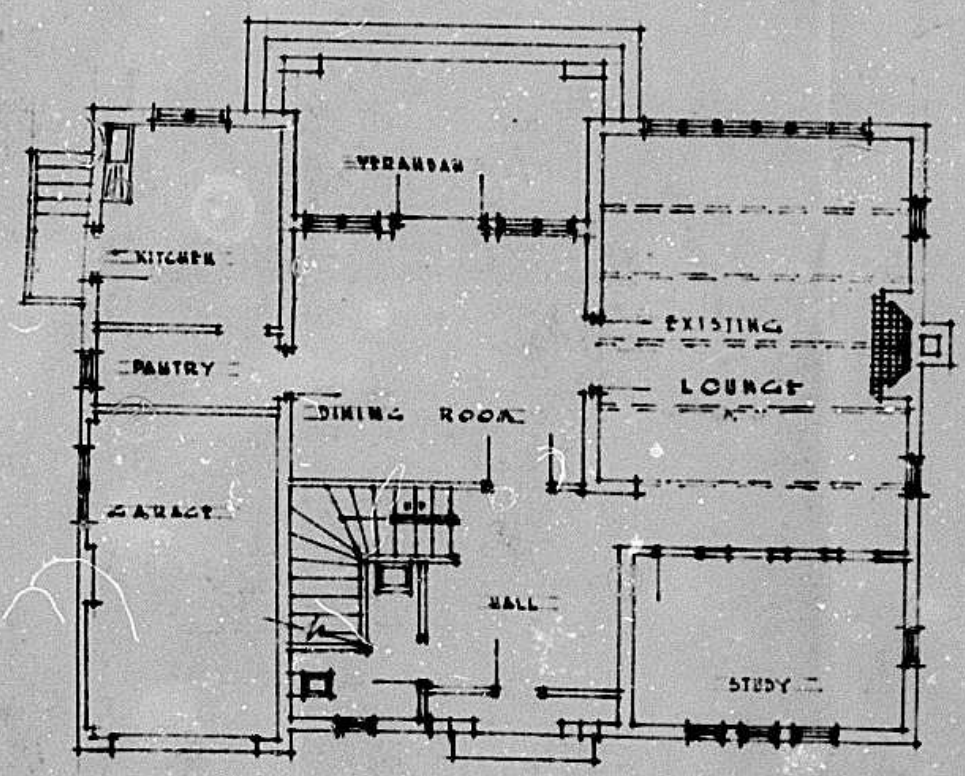 VERANDAH
KITCHEN
EXISTING
LOUNGE
PANTRY
DINING ROOM
GARAGE
UP
HALL
STUDY